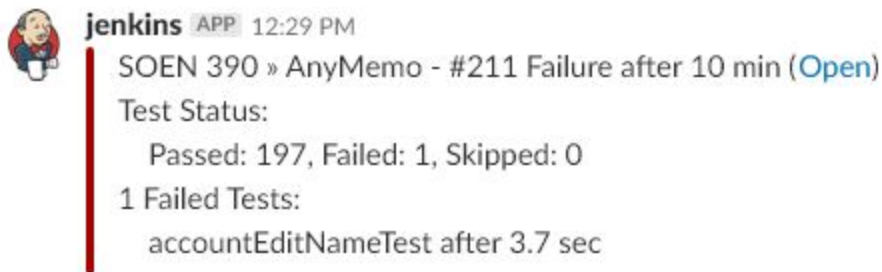 jenkins APP 12:29 PM
SOEN 390 » AnyMemo - #211 Failure after 10 min (Open)
Test Status:
Passed: 197, Failed: 1, Skipped: 0
1 Failed Tests:
accountEditNameTest after 3.7 sec